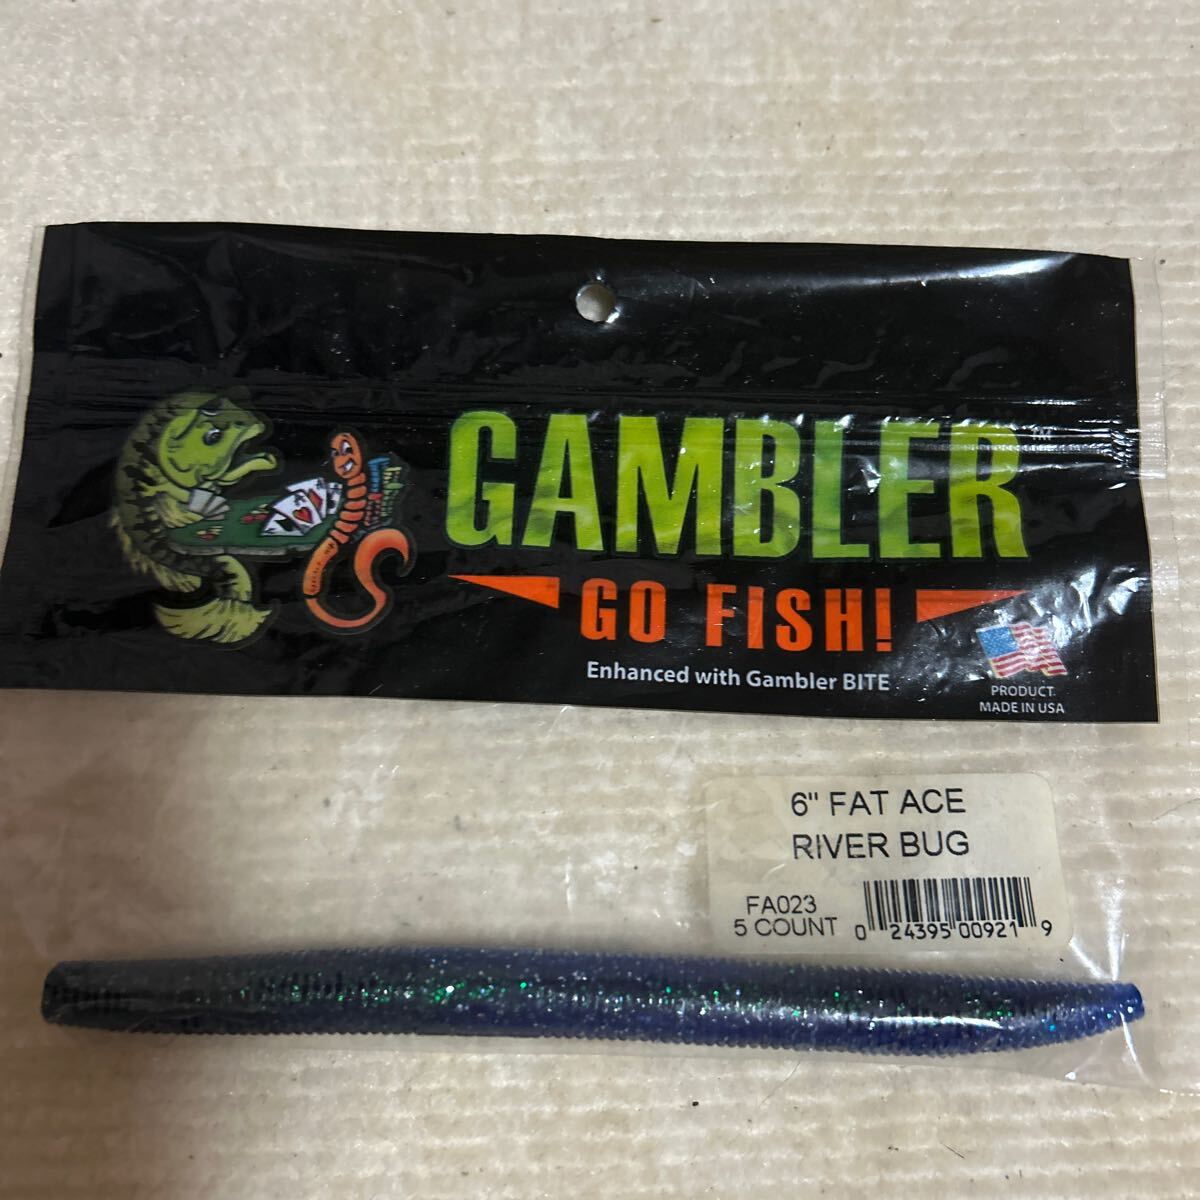 GAMBLER™
GO FISH!
Enhanced with Gambler BITE
PRODUCT
MADE IN USA
6" FAT ACE
RIVER BUG
FA023
5 COUNT
0 24395 00921 9